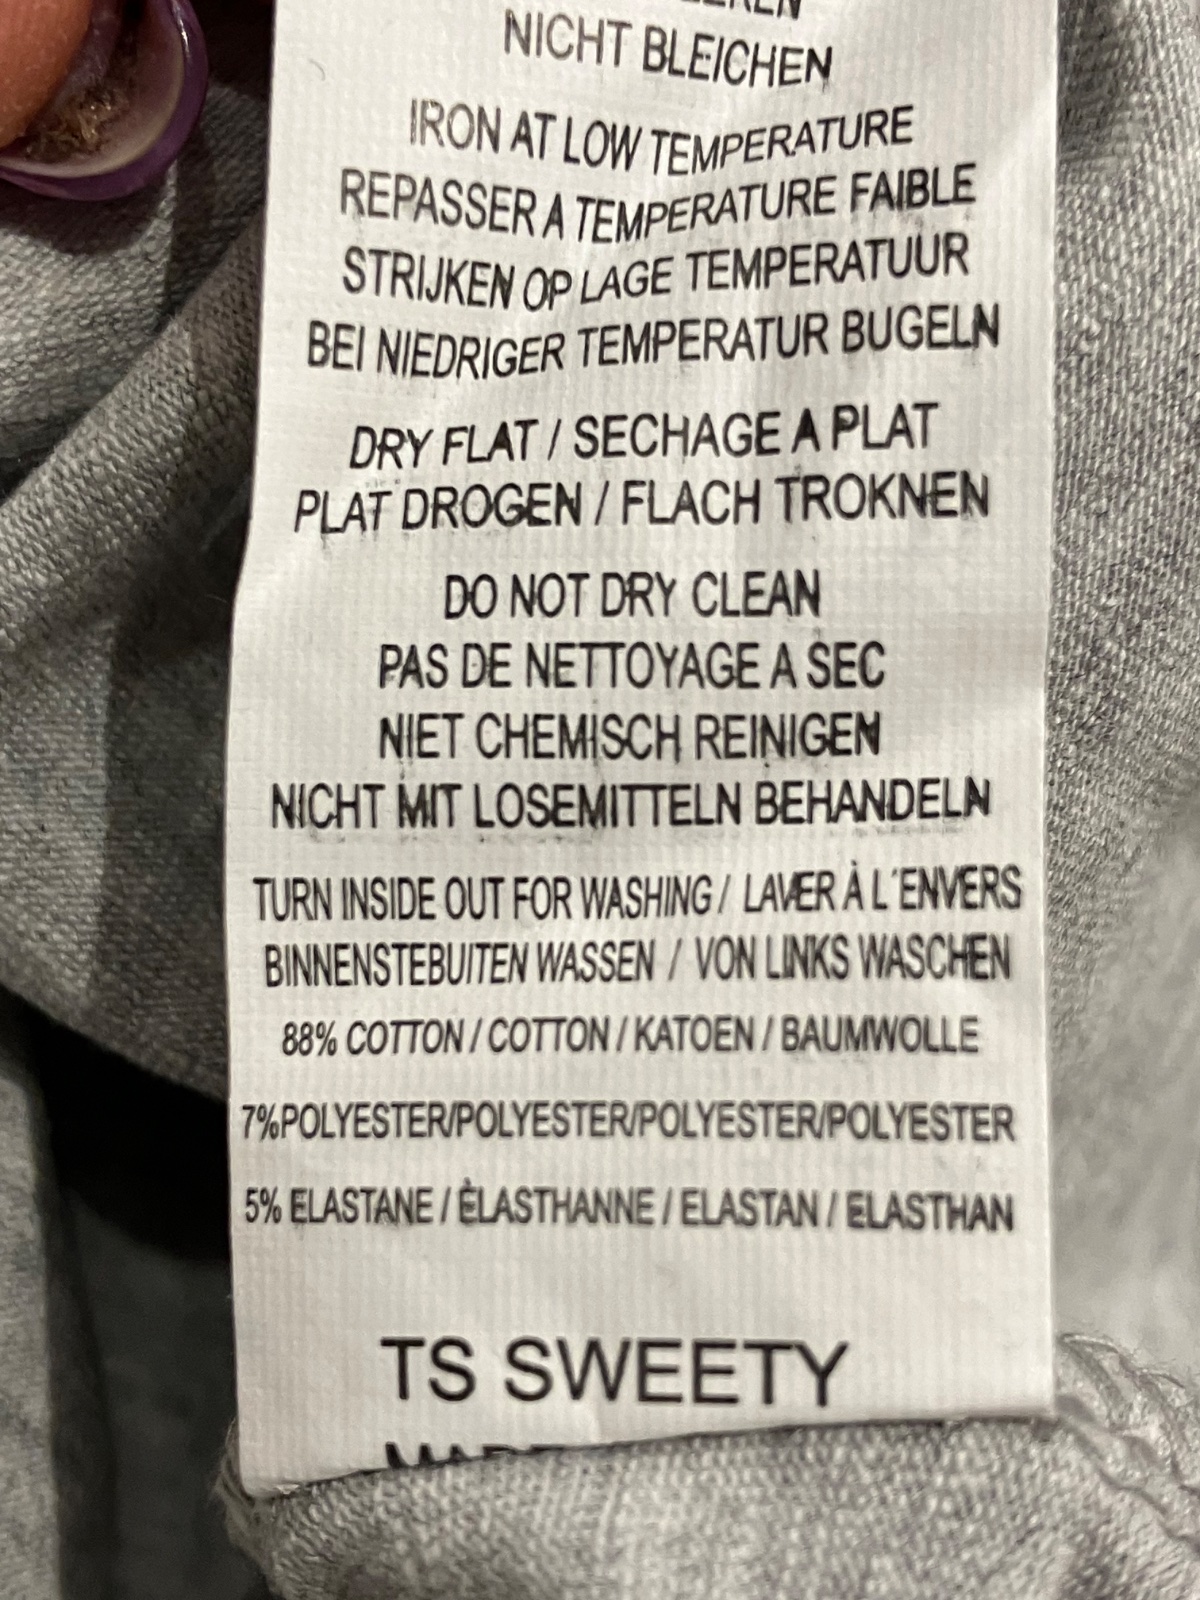 NICHT BLEICHEN
IRON AT LOW TEMPERATURE
REPASSER A TEMPERATURE FAIBLE
STRIJKEN OP LAGE TEMPERATUUR
BEI NIEDRIGER TEMPERATUR BUGELN
DRY FLAT / SECHAGE A PLAT
PLAT DROGEN / FLACH TROKNEN
DO NOT DRY CLEAN
PAS DE NETTOYAGE A SEC
NIET CHEMISCH REINIGEN
NICHT MIT LOSEMITTELN BEHANDELN
TURN INSIDE OUT FOR WASHING / LAVER À L´ENVERS
BINNENSTEBUITEN WASSEN / VON LINKS WASCHEN
88% COTTON / COTTON / KATOEN / BAUMWOLLE
7%POLYESTER/POLYESTER/POLYESTER/POLYESTER
5% ELASTANE / ÈLASTHANNE / ELASTAN / ELASTHAN
TS SWEETY